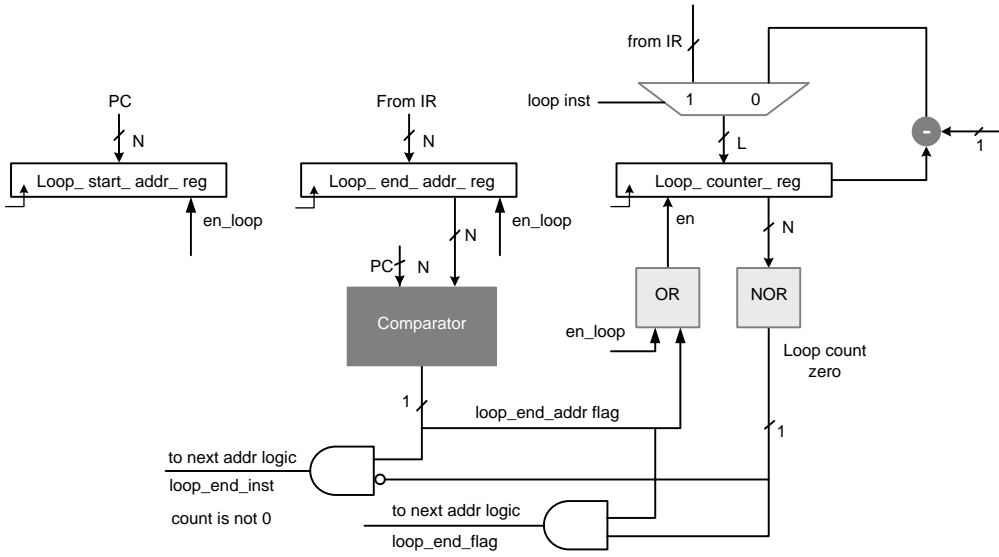 from IR
PC
From IR
loop inst
1
0
N
N
L
-
1
Loop_ start_ addr_ reg
Loop_ end_ addr_ reg
Loop_ counter_ reg
en_loop
N
en_loop
en
N
PC
N
OR
NOR
Comparator
en_loop
Loop count
zero
1
loop_end_addr flag
1
to next addr logic
loop_end_inst
count is not 0
to next addr logic
loop_end_flag